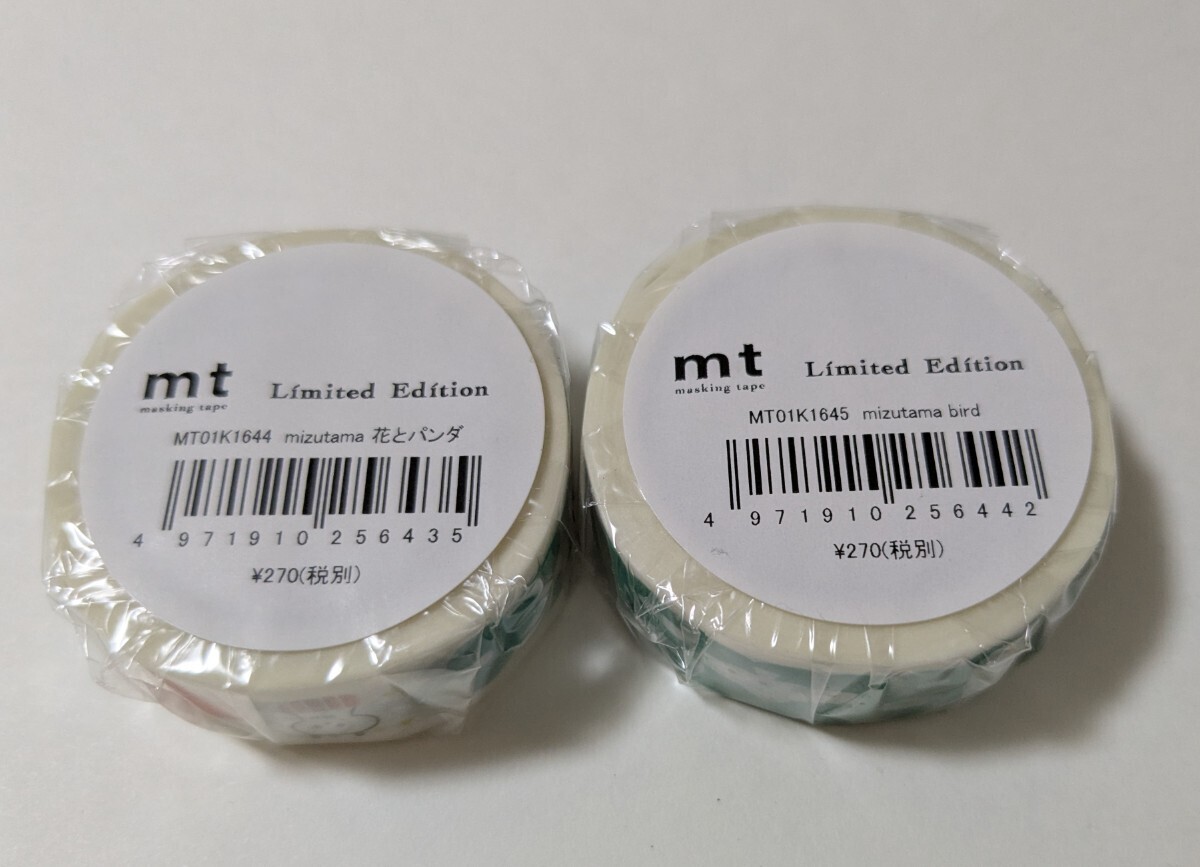 mt Limited Edition
masking tape
MT01K1644 mizutama 花とパンダ
4 971910 256435
¥270(税別)
mt Limited Edition
masking tape
MT01K1645 mizutama bird
4 971910 256442
¥270(税別)